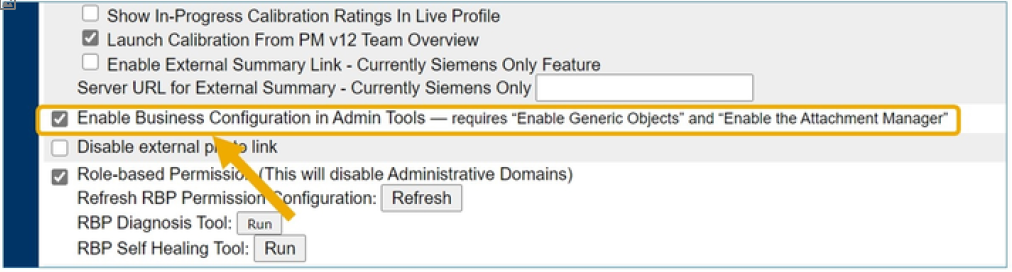 Show In-Progress Calibration Ratings In Live Profile
Launch Calibration From PM v12 Team Overview
Enable External Summary Link - Currently Siemens Only Feature
Server URL for External Summary - Currently Siemens Only
Enable Business Configuration in Admin Tools — requires “Enable Generic Objects” and “Enable the Attachment Manager”
Disable external photo link
Role-based Permission (This will disable Administrative Domains)
Refresh RBP Permission Configuration: Refresh
RBP Diagnosis Tool: Run
RBP Self Healing Tool: Run